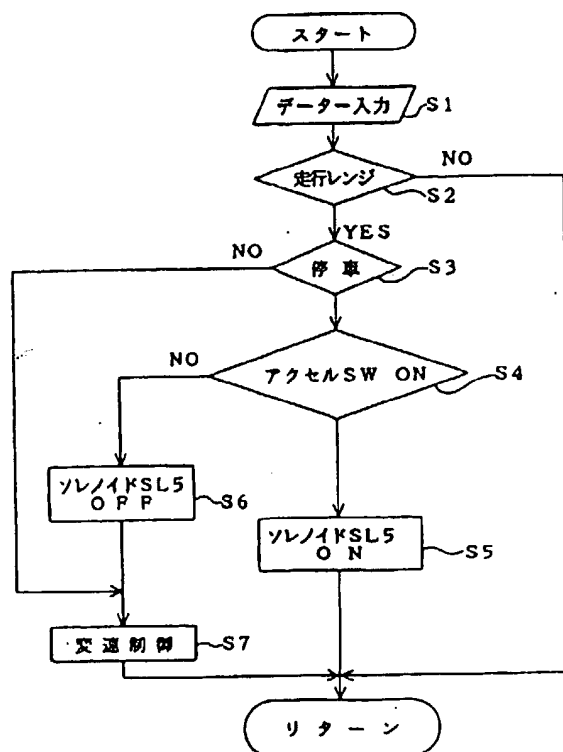 スタート
データー入力
S1
走行レンジ
NO
S2
YES
NO
停車
S3
NO
アクセルSW ON
S4
ソレノイドSL5
OFF
S6
ソレノイドSL5
ON
S5
変速制御
S7
リターン